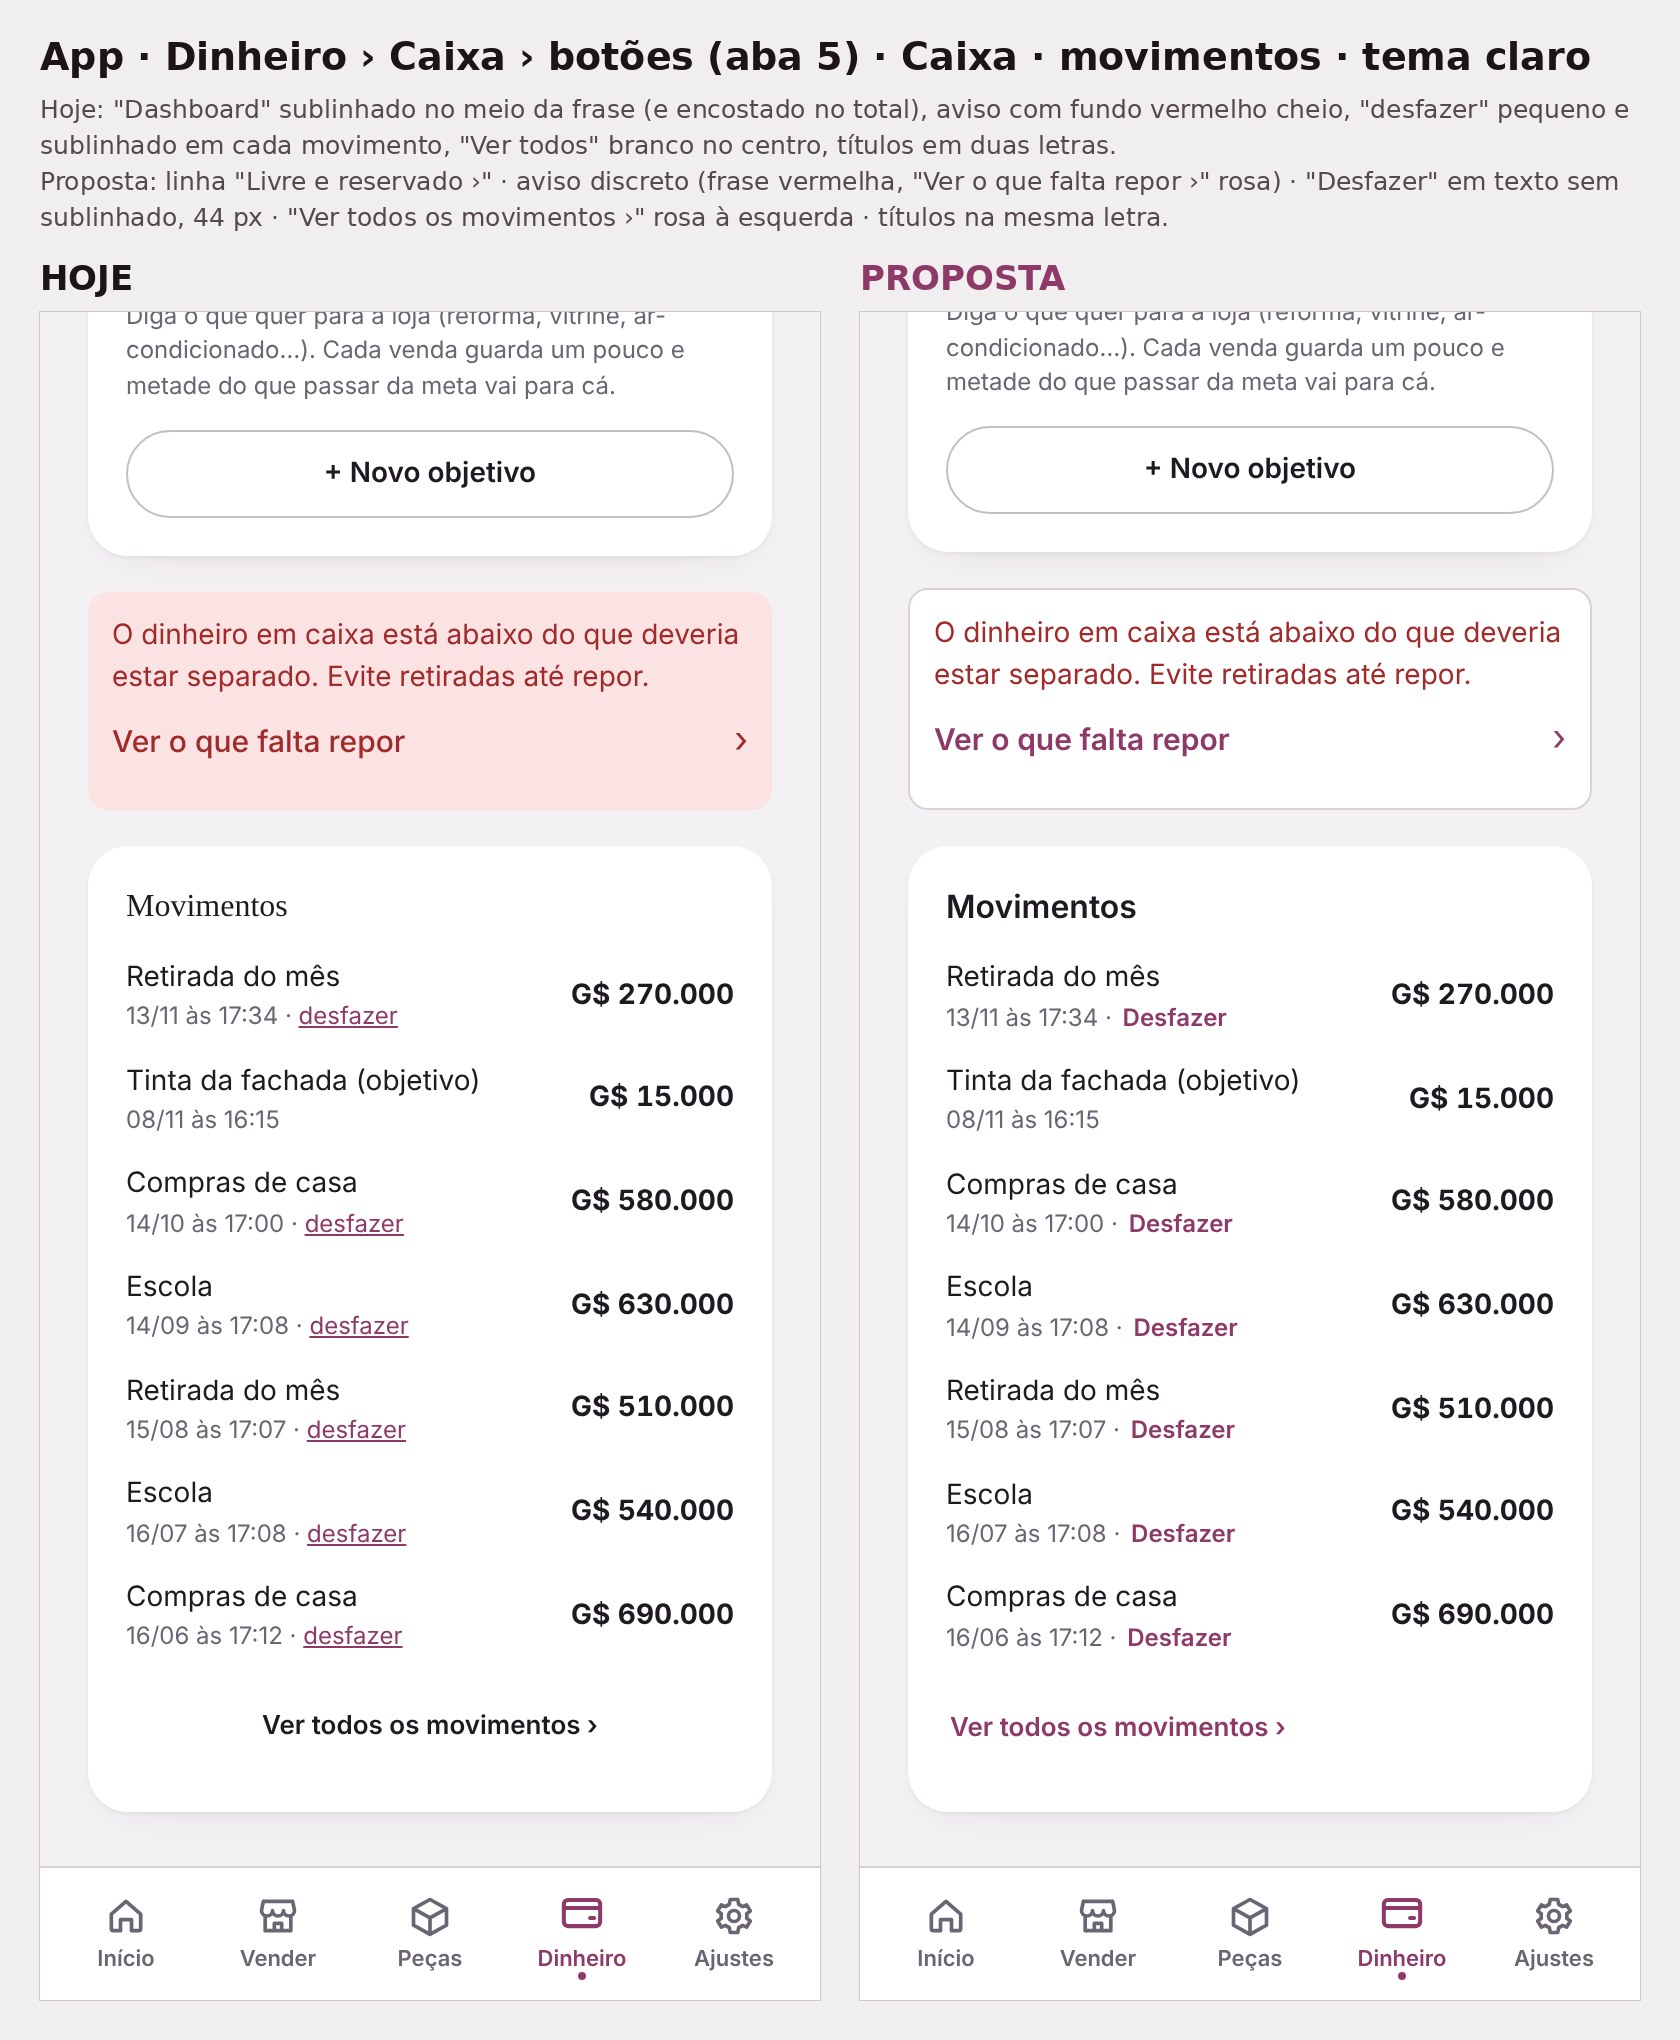 App · Dinheiro › Caixa › botões (aba 5) · Caixa · movimentos · tema claro
Hoje: "Dashboard" sublinhado no meio da frase (e encostado no total), aviso com fundo vermelho cheio, "desfazer" pequeno e
sublinhado em cada movimento, "Ver todos" branco no centro, títulos em duas letras.
Proposta: linha "Livre e reservado ›" · aviso discreto (frase vermelha, "Ver o que falta repor ›" rosa) · "Desfazer" em texto sem
sublinhado, 44 px · "Ver todos os movimentos ›" rosa à esquerda · títulos na mesma letra.
HOJE
Diga o que quer para a loja (reforma, vitrine, ar-
condicionado...). Cada venda guarda um pouco e
metade do que passar da meta vai para cá.
+ Novo objetivo
O dinheiro em caixa está abaixo do que deveria
estar separado. Evite retiradas até repor.
Ver o que falta repor ›
Movimentos
Retirada do mês
G$ 270.000
13/11 às 17:34 · desfazer
Tinta da fachada (objetivo)
G$ 15.000
08/11 às 16:15
Compras de casa
G$ 580.000
14/10 às 17:00 · desfazer
Escola
G$ 630.000
14/09 às 17:08 · desfazer
Retirada do mês
G$ 510.000
15/08 às 17:07 · desfazer
Escola
G$ 540.000
16/07 às 17:08 · desfazer
Compras de casa
G$ 690.000
16/06 às 17:12 · desfazer
Ver todos os movimentos ›
Início
Vender
Peças
Dinheiro
Ajustes
PROPOSTA
Diga o que quer para a loja (reforma, vitrine, ar-
condicionado...). Cada venda guarda um pouco e
metade do que passar da meta vai para cá.
+ Novo objetivo
O dinheiro em caixa está abaixo do que deveria
estar separado. Evite retiradas até repor.
Ver o que falta repor ›
Movimentos
Retirada do mês
G$ 270.000
13/11 às 17:34 · Desfazer
Tinta da fachada (objetivo)
G$ 15.000
08/11 às 16:15
Compras de casa
G$ 580.000
14/10 às 17:00 · Desfazer
Escola
G$ 630.000
14/09 às 17:08 · Desfazer
Retirada do mês
G$ 510.000
15/08 às 17:07 · Desfazer
Escola
G$ 540.000
16/07 às 17:08 · Desfazer
Compras de casa
G$ 690.000
16/06 às 17:12 · Desfazer
Ver todos os movimentos ›
Início
Vender
Peças
Dinheiro
Ajustes